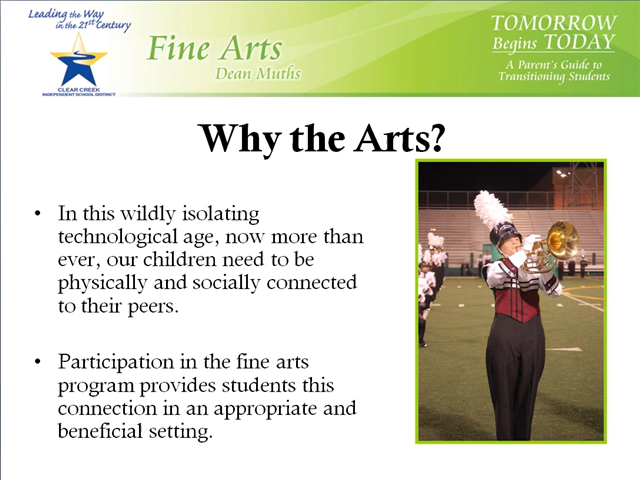 Leading the Way
in the 21st Century
CLEAR CREEK
INDEPENDENT SCHOOL DISTRICT
Fine Arts
Dean Muths
TOMORROW
Begins TODAY
A Parent's Guide to
Transitioning Students
Why the Arts?
• In this wildly isolating
technological age, now more than
ever, our children need to be
physically and socially connected
to their peers.
• Participation in the fine arts
program provides students this
connection in an appropriate and
beneficial setting.